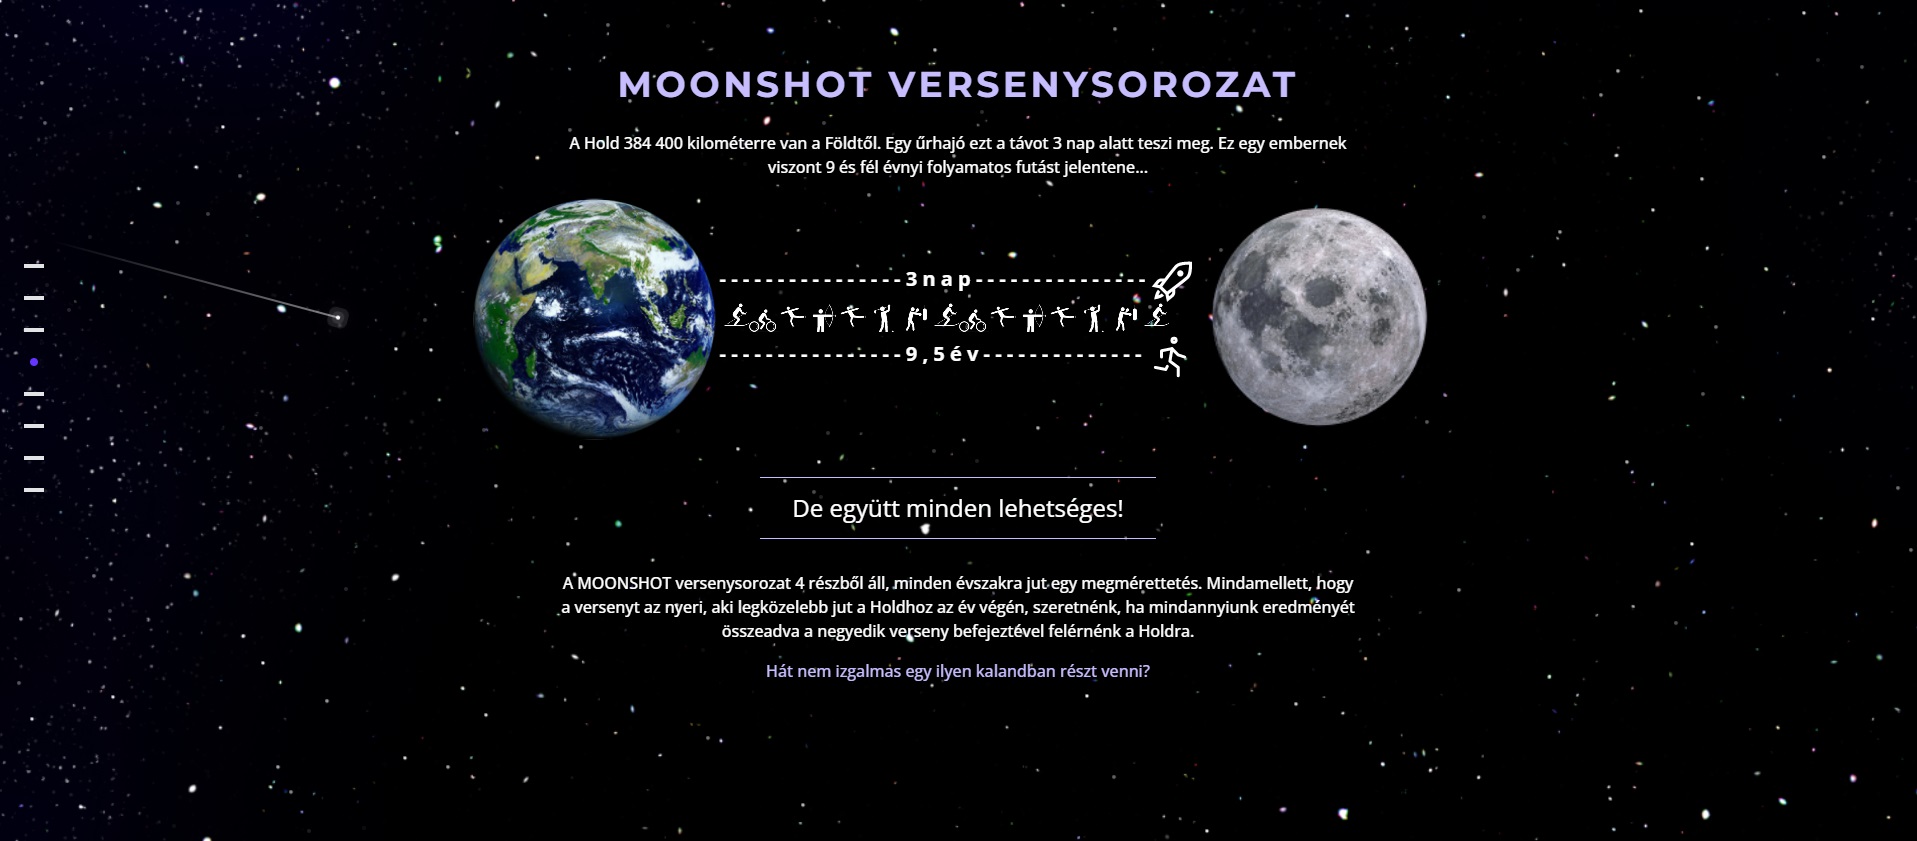 MOONSHOT VERSENYSOROZAT
A Hold 384 400 kilométerre van a Földtől. Egy űrhajó ezt a távot 3 nap alatt teszi meg. Ez egy embernek
viszont 9 és fél évnyi folyamatos futást jelentene...
3 nap
9,5 év
De együtt minden lehetséges!
A MOONSHOT versenysorozat 4 részből áll, minden évszakra jut egy megmérettetés. Mindamellett, hogy
a versenyt az nyeri, aki legközelebb jut a Holdhoz az év végén, szeretnénk, ha mindannyiunk eredményét
összeadva a negyedik verseny befejeztével felérnénk a Holdra.
Hát nem izgalmas egy ilyen kalandban részt venni?